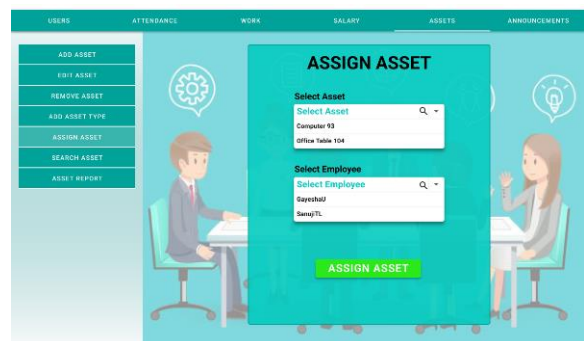 USERS ATTENDANCE WORK SALARY ASSETS ANNOUNCEMENTS
ADD ASSET
EDIT ASSET
REMOVE ASSET
ADD ASSET TYPE
ASSIGN ASSET
SEARCH ASSET
ASSET REPORT
ASSIGN ASSET
Select Asset
Select Asset
Computer 93
Office Table 104
Select Employee
Select Employee
GayeshaU
SanujiTL
ASSIGN ASSET